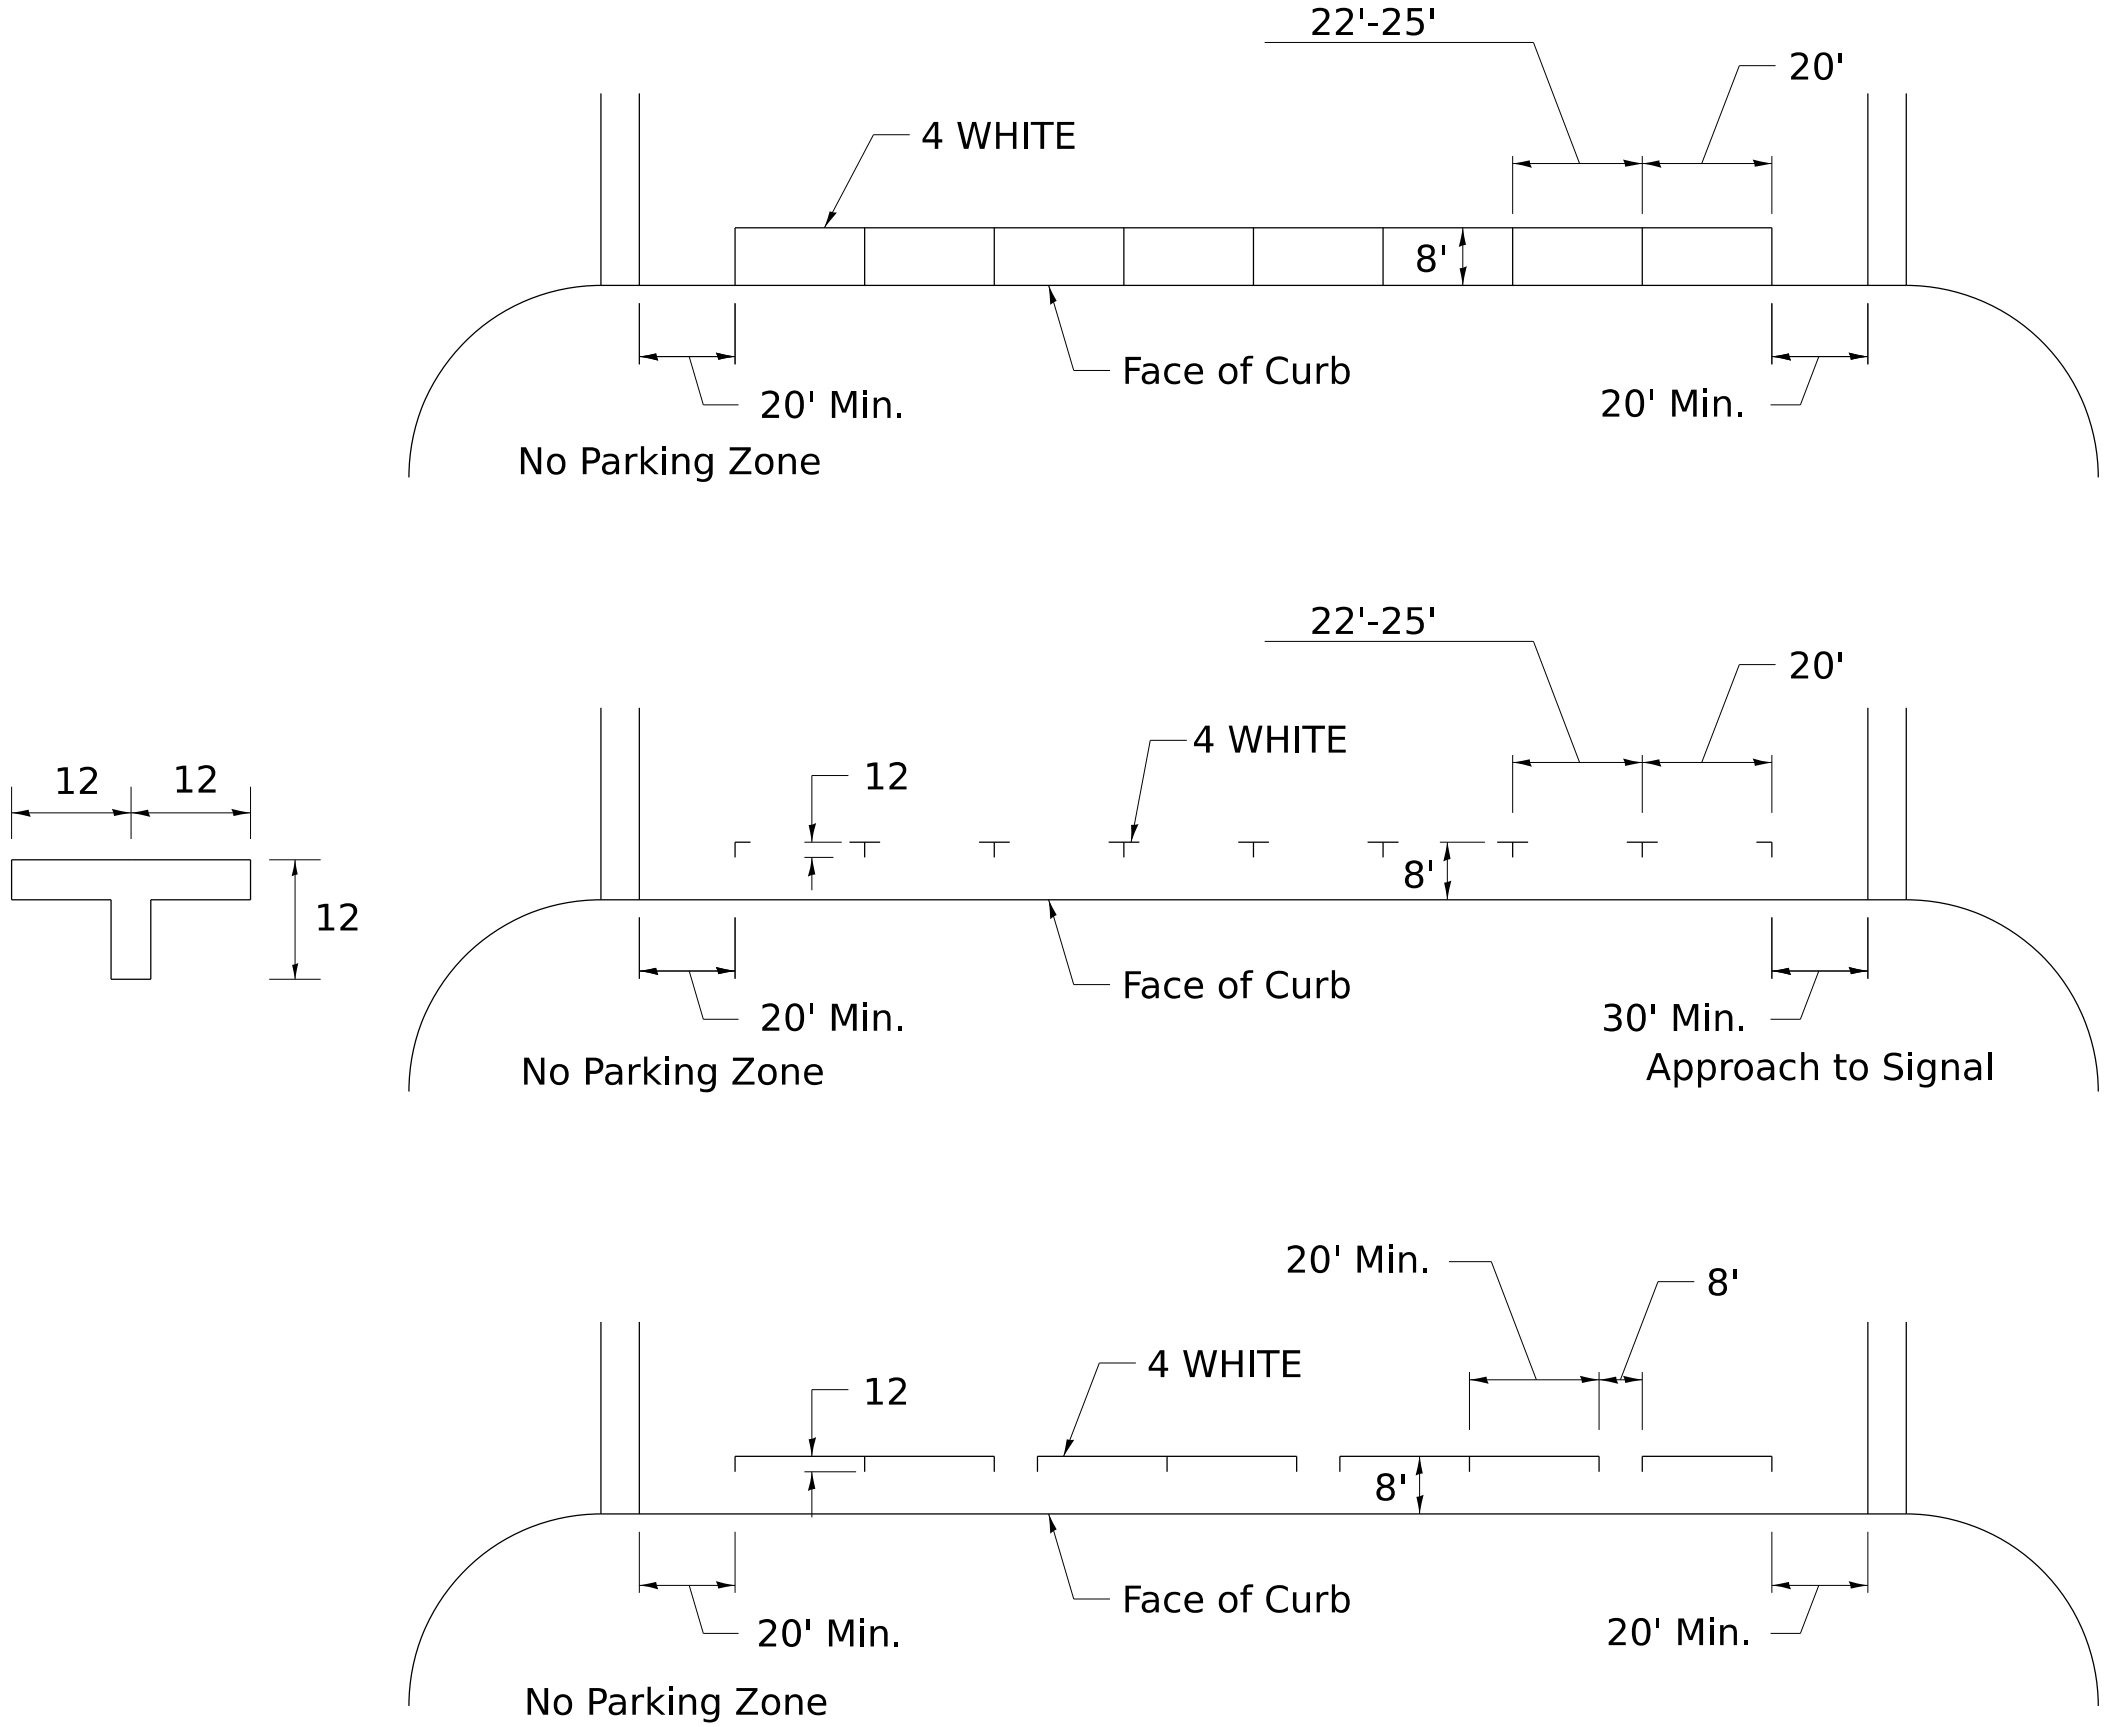 22'-25'
20'
4 WHITE
8'
Face of Curb
20' Min.
20' Min.
No Parking Zone
22'-25'
20'
4 WHITE
12
12
12
8'
12
Face of Curb
20' Min.
30' Min.
No Parking Zone
Approach to Signal
20' Min.
8'
4 WHITE
12
8'
Face of Curb
20' Min.
20' Min.
No Parking Zone